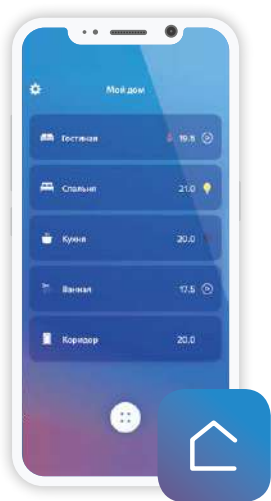 Мой дом
Гостиная 19.5
Спальня 21.0
Кухня 20.0
Ванная 17.5
Коридор 20.0